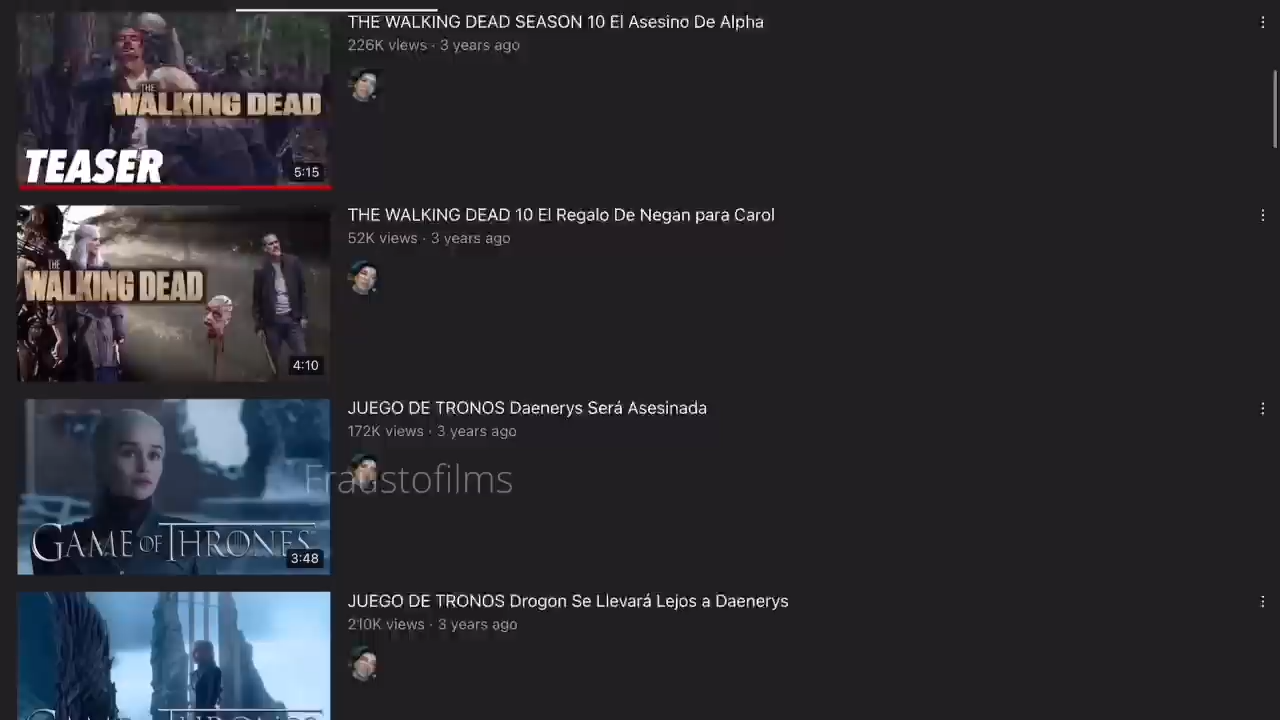 THE WALKING DEAD SEASON 10 El Asesino De Alpha
226K views · 3 years ago
THE
WALKING DEAD
TEASER
5:15
THE WALKING DEAD 10 El Regalo De Negan para Carol
52K views · 3 years ago
THE
WALKING DEAD
4:10
JUEGO DE TRONOS Daenerys Será Asesinada
172K views · 3 years ago
Fraustofilms
GAME OF THRONES
3:48
JUEGO DE TRONOS Drogon Se Llevará Lejos a Daenerys
210K views · 3 years ago